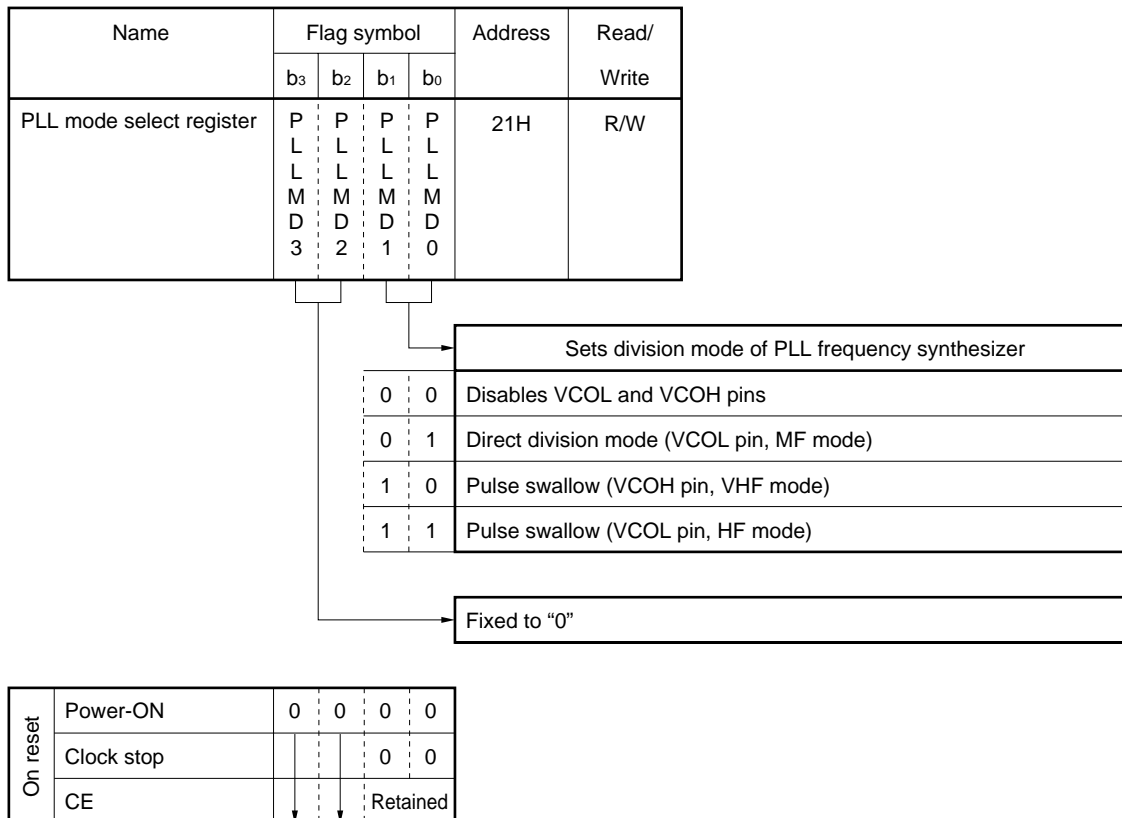 Name Flag symbol Address Read/
Write
b3 b2 b1 b0
PLL mode select register PLLMD3 PLLMD2 PLLMD1 PLLMD0 21H R/W
Sets division mode of PLL frequency synthesizer
0 0 Disables VCOL and VCOH pins
0 1 Direct division mode (VCOL pin, MF mode)
1 0 Pulse swallow (VCOH pin, VHF mode)
1 1 Pulse swallow (VCOL pin, HF mode)
Fixed to “0”
On reset
Power-ON 0 0 0 0
Clock stop 0 0
CE Retained